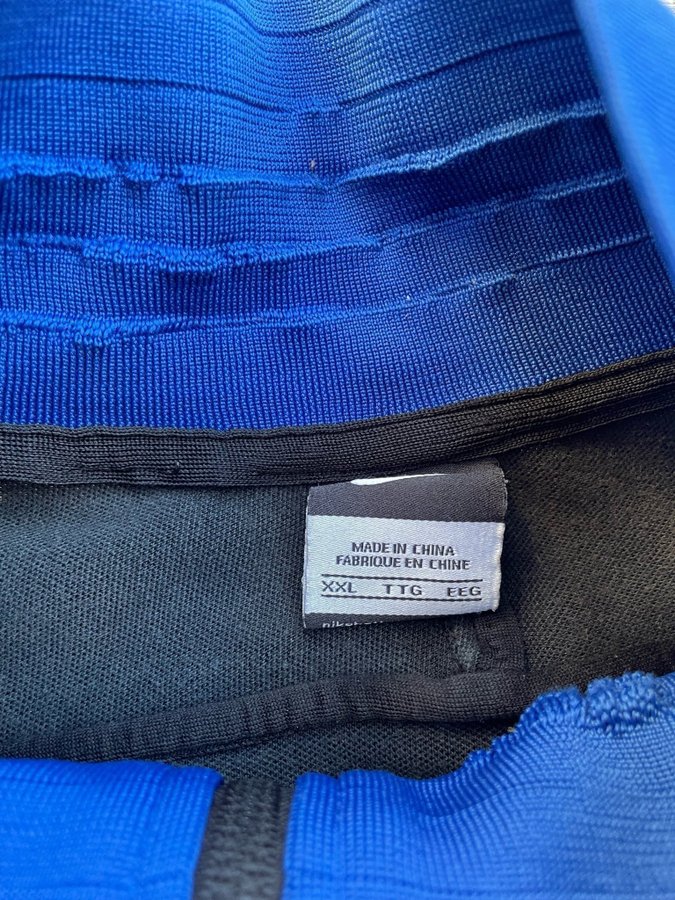 MADE IN CHINA
FABRIQUE EN CHINE
XXL TTG EEG